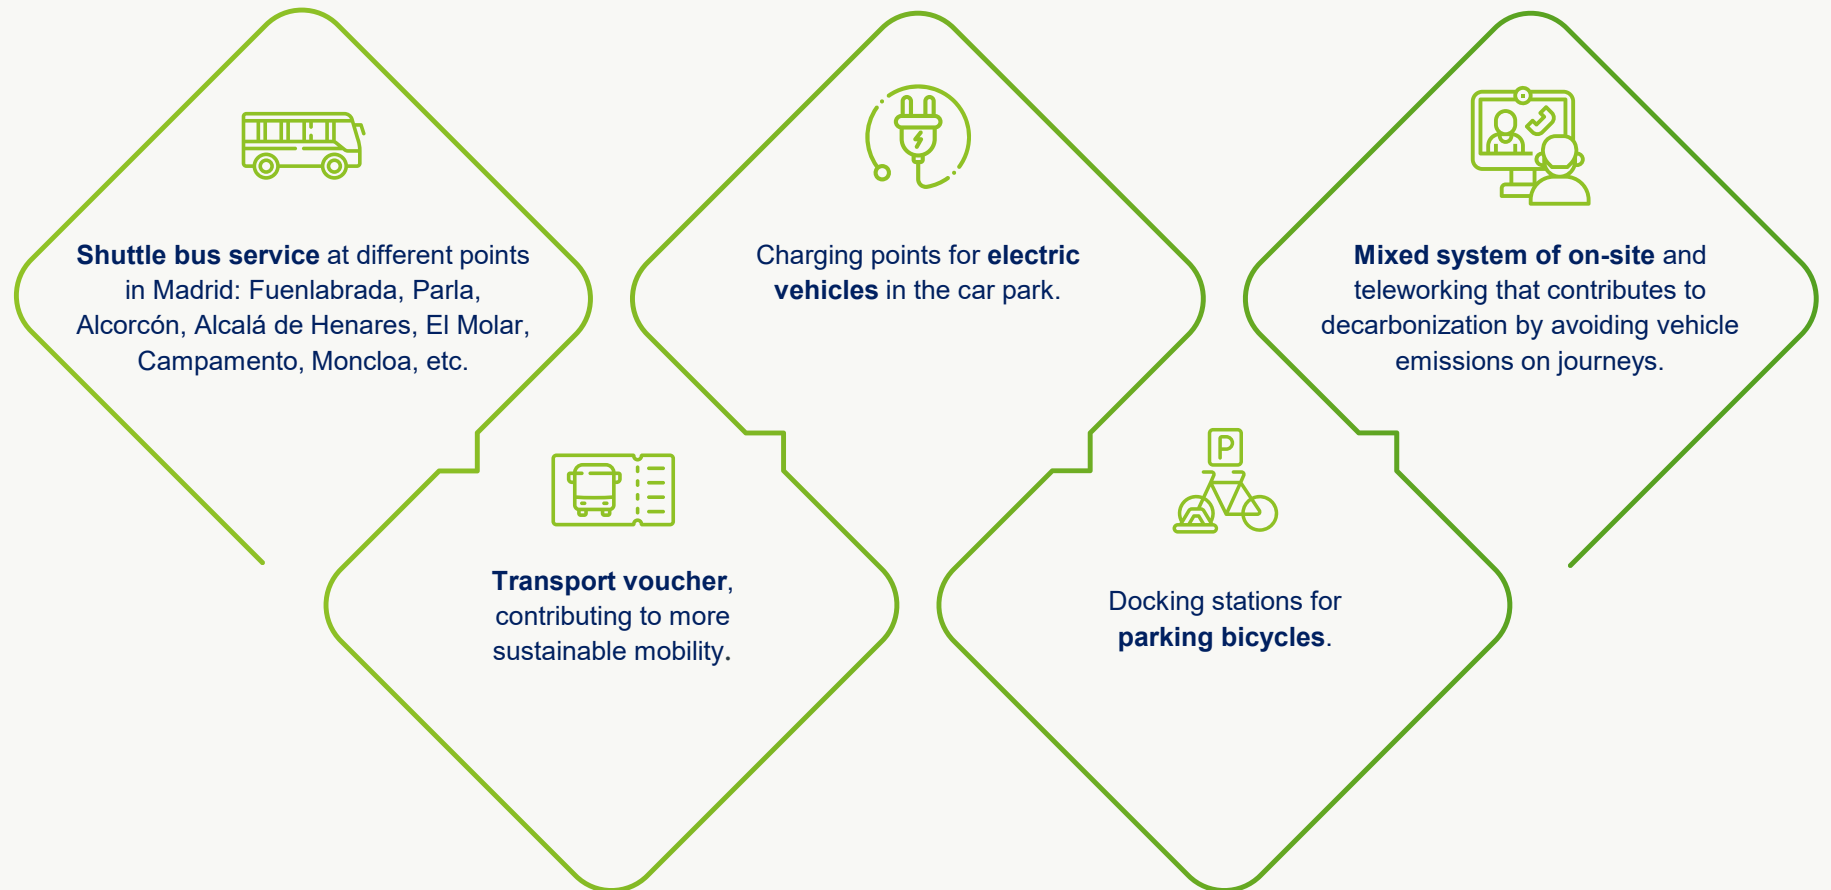 Shuttle bus service at different points
in Madrid: Fuenlabrada, Parla,
Alcorcón, Alcalá de Henares, El Molar,
Campamento, Moncloa, etc.
Charging points for electric
vehicles in the car park.
Mixed system of on-site and
teleworking that contributes to
decarbonization by avoiding vehicle
emissions on journeys.
Transport voucher,
contributing to more
sustainable mobility.
P
Docking stations for
parking bicycles.